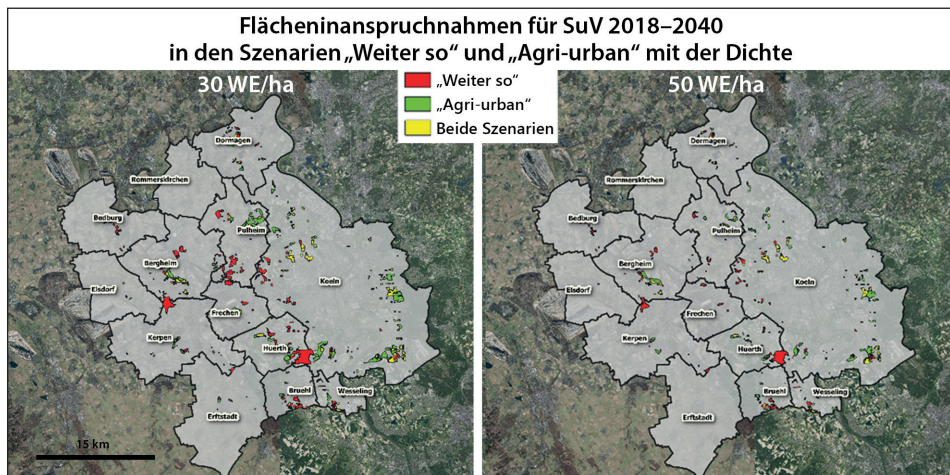 Flächeninanspruchnahmen für SuV 2018–2040
in den Szenarien „Weiter so“ und „Agri-urban“ mit der Dichte
30 WE/ha
„Weiter so“
„Agri-urban“
Beide Szenarien
50 WE/ha
Dormagen
Rommerskirchen
Bedburg
Pulheim
Bergheim
Elsdorf
Koeln
Frechen
Kerpen
Huerth
Bruehl
Wesseling
Erftstadt
15 km
Dormagen
Rommerskirchen
Bedburg
Pulheim
Bergheim
Elsdorf
Koeln
Frechen
Kerpen
Huerth
Bruehl
Wesseling
Erftstadt